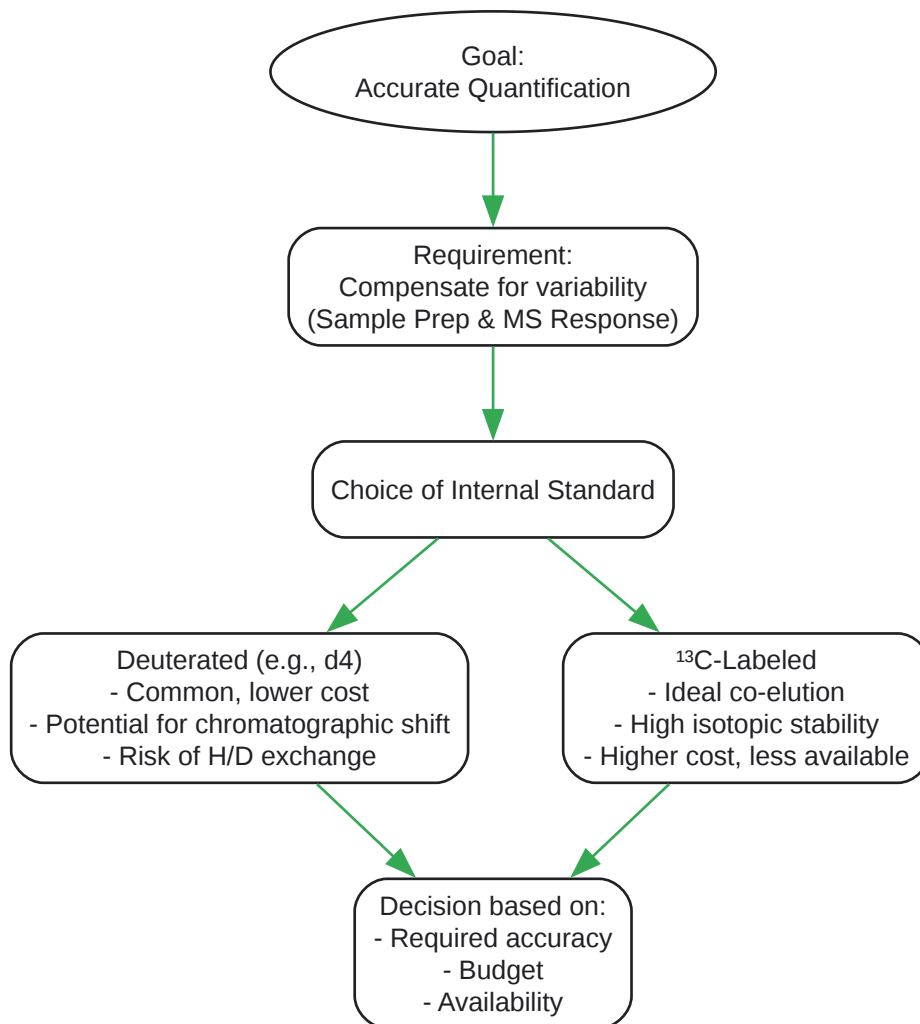 Goal:
Accurate Quantification
Requirement:
Compensate for variability
(Sample Prep & MS Response)
Choice of Internal Standard
Deuterated (e.g., d4)
- Common, lower cost
- Potential for chromatographic shift
- Risk of H/D exchange
¹³C-Labeled
- Ideal co-elution
- High isotopic stability
- Higher cost, less available
Decision based on:
- Required accuracy
- Budget
- Availability